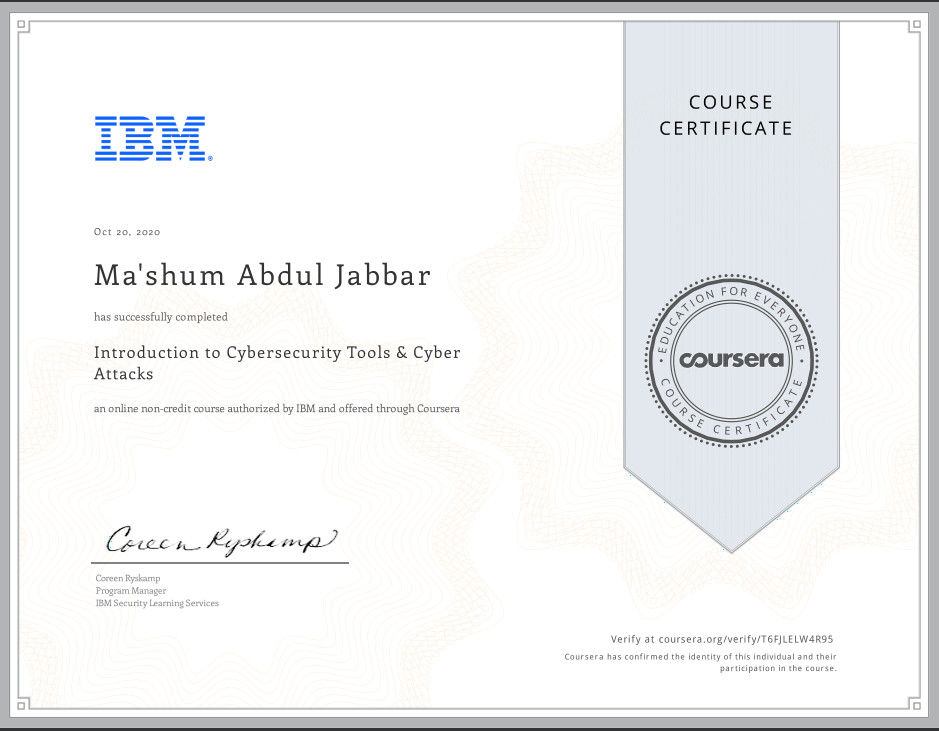 COURSE
CERTIFICATE
IBM®
Oct 20, 2020
Ma'shum Abdul Jabbar
has successfully completed
Introduction to Cybersecurity Tools & Cyber
Attacks
an online non-credit course authorized by IBM and offered through Coursera
EDUCATION FOR EVERYONE
coursera
COURSE CERTIFICATE
Coreen Ryskamp
Coreen Ryskamp
Program Manager
IBM Security Learning Services
Verify at coursera.org/verify/T6FJLELW4R95
Coursera has confirmed the identity of this individual and their
participation in the course.